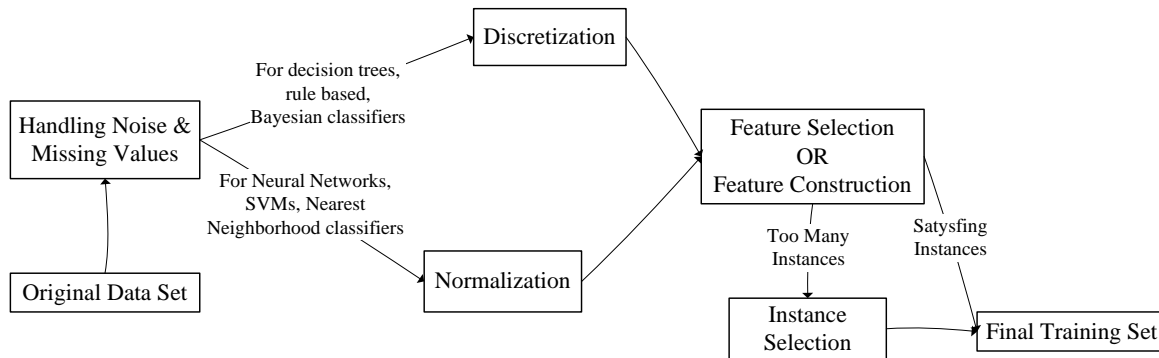 Discretization
For decision trees,
rule based,
Bayesian classifiers
Handling Noise &
Missing Values
Feature Selection
OR
Feature Construction
For Neural Networks,
SVMs, Nearest
Neighborhood classifiers
Too Many
Instances
Satysfing
Instances
Original Data Set
Normalization
Instance
Selection
Final Training Set